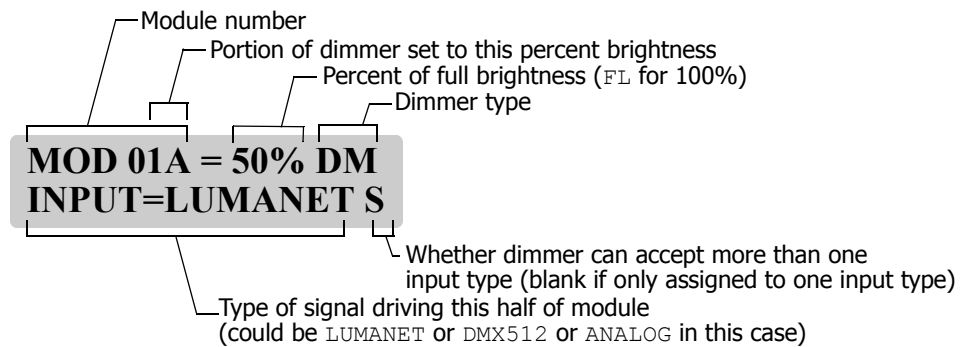 Module number
Portion of dimmer set to this percent brightness
Percent of full brightness (FL for 100%)
Dimmer type
MOD 01A = 50% DM
INPUT=LUMANET S
Whether dimmer can accept more than one
input type (blank if only assigned to one input type)
Type of signal driving this half of module
(could be LUMANET or DMX512 or ANALOG in this case)